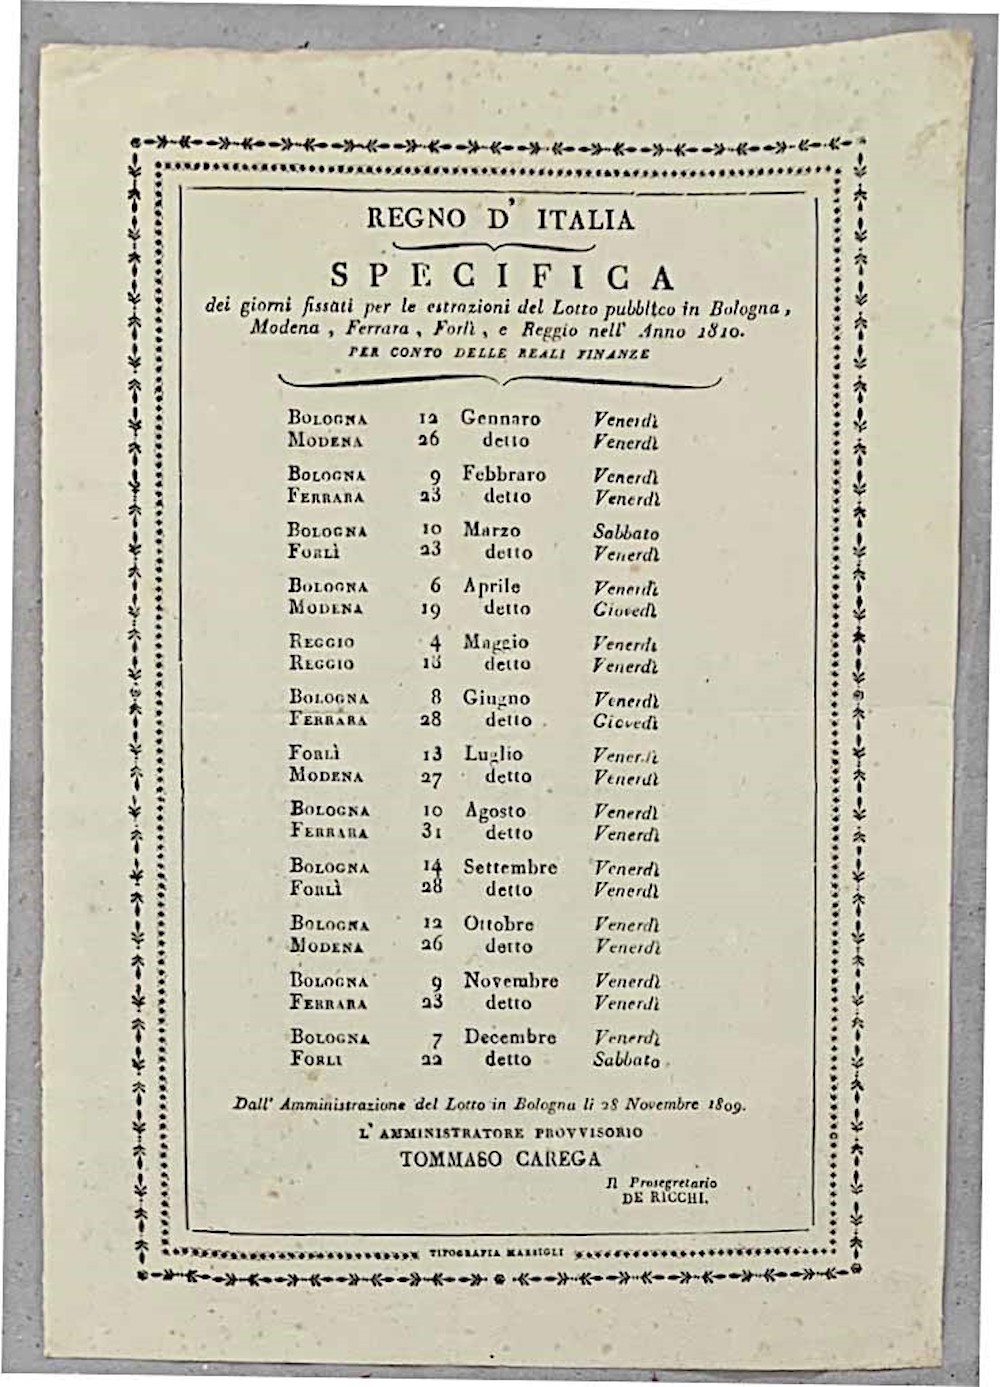 REGNO D' ITALIA
SPECIFICA
dei giorni fissati per le estrazioni del Lotto pubblico in Bologna,
Modena, Ferrara, Forlì, e Reggio nell' Anno 1810.
PER CONTO DELLE REALI FINANZE
BOLOGNA 12 Gennaro Venerdì
MODENA 26 detto Venerdì
BOLOGNA 9 Febbraro Venerdì
FERRARA 23 detto Venerdì
BOLOGNA 10 Marzo Sabbato
FORLÌ 23 detto Venerdì
BOLOGNA 6 Aprile Venerdì
MODENA 19 detto Giovedì
REGGIO 4 Maggio Venerdì
REGGIO 18 detto Venerdì
BOLOGNA 8 Giugno Venerdì
FERRARA 28 detto Giovedì
FORLÌ 13 Luglio Venerdì
MODENA 27 detto Venerdì
BOLOGNA 10 Agosto Venerdì
FERRARA 31 detto Venerdì
BOLOGNA 14 Settembre Venerdì
FORLÌ 28 detto Venerdì
BOLOGNA 12 Ottobre Venerdì
MODENA 26 detto Venerdì
BOLOGNA 9 Novembre Venerdì
FERRARA 23 detto Venerdì
BOLOGNA 7 Decembre Venerdì
FORLI 22 detto Sabbato
Dall' Amministrazione del Lotto in Bologna li 28 Novembre 1809.
L' AMMINISTRATORE PROVVISORIO
TOMMASO CAREGA
Il Prosegretario
DE RICCHI.
TIPOGRAFIA MARSIGLI